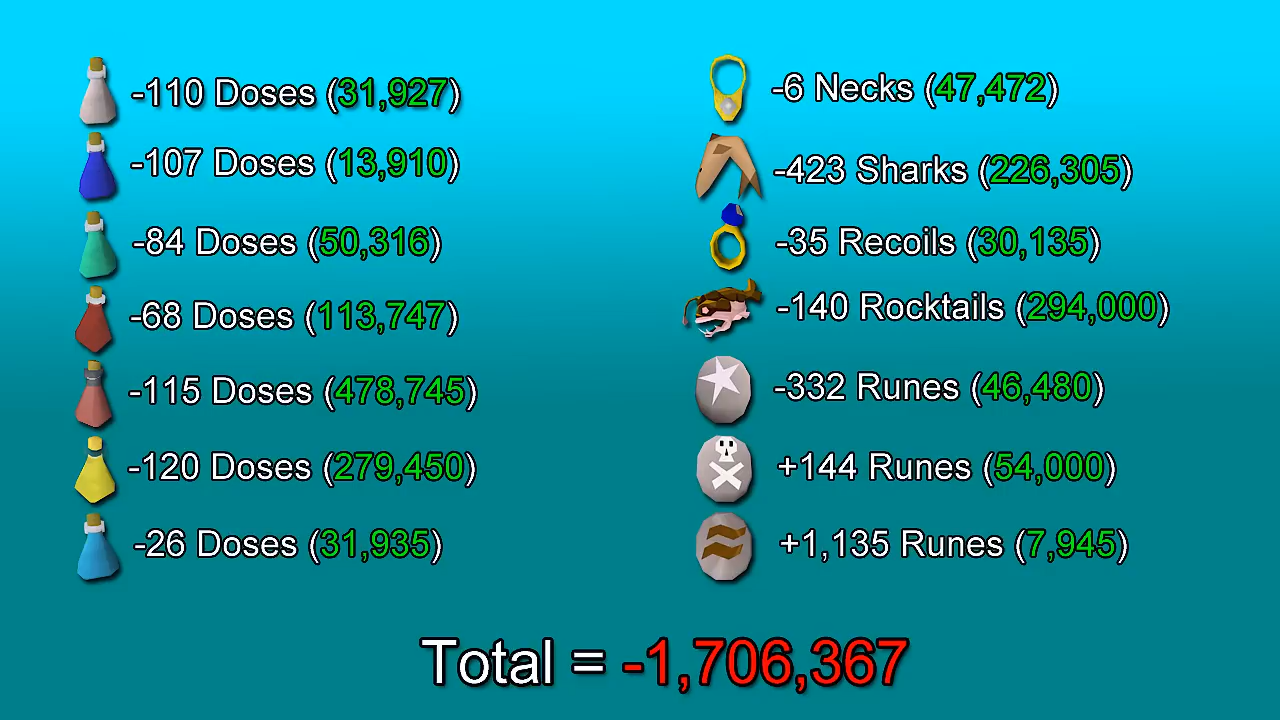 -110 Doses (31,927)
-107 Doses (13,910)
-84 Doses (50,316)
-68 Doses (113,747)
-115 Doses (478,745)
-120 Doses (279,450)
-26 Doses (31,935)
-6 Necks (47,472)
-423 Sharks (226,305)
-35 Recoils (30,135)
-140 Rocktails (294,000)
-332 Runes (46,480)
+144 Runes (54,000)
+1,135 Runes (7,945)
Total = -1,706,367